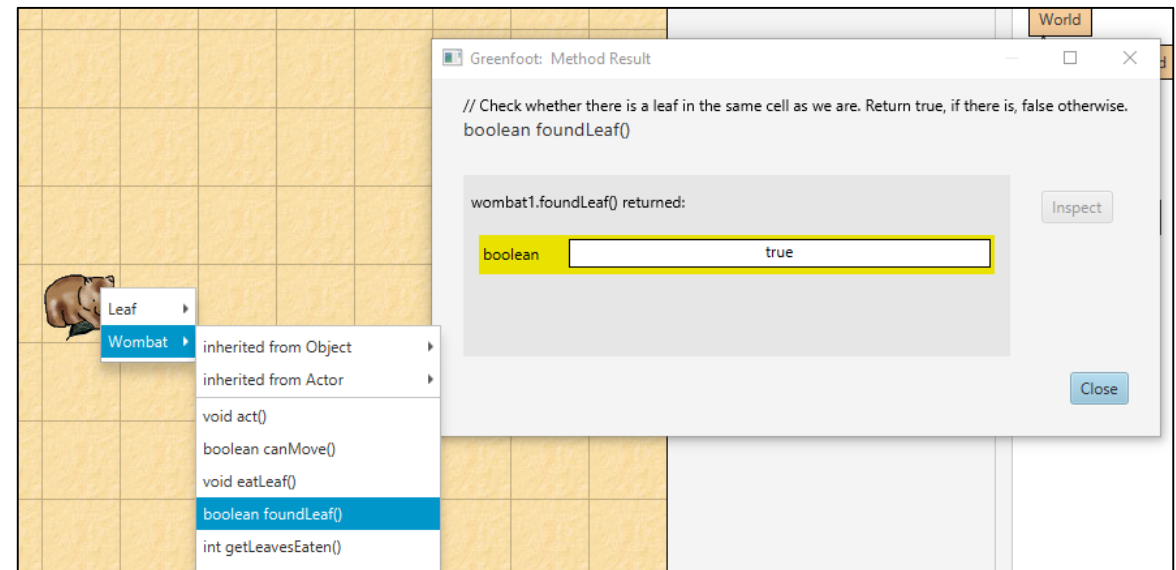 World
d
Greenfoot: Method Result
// Check whether there is a leaf in the same cell as we are. Return true, if there is, false otherwise.
boolean foundLeaf()
wombat1.foundLeaf() returned:
Inspect
boolean
true
Close
Leaf
Wombat
inherited from Object
inherited from Actor
void act()
boolean canMove()
void eatLeaf()
boolean foundLeaf()
int getLeavesEaten()